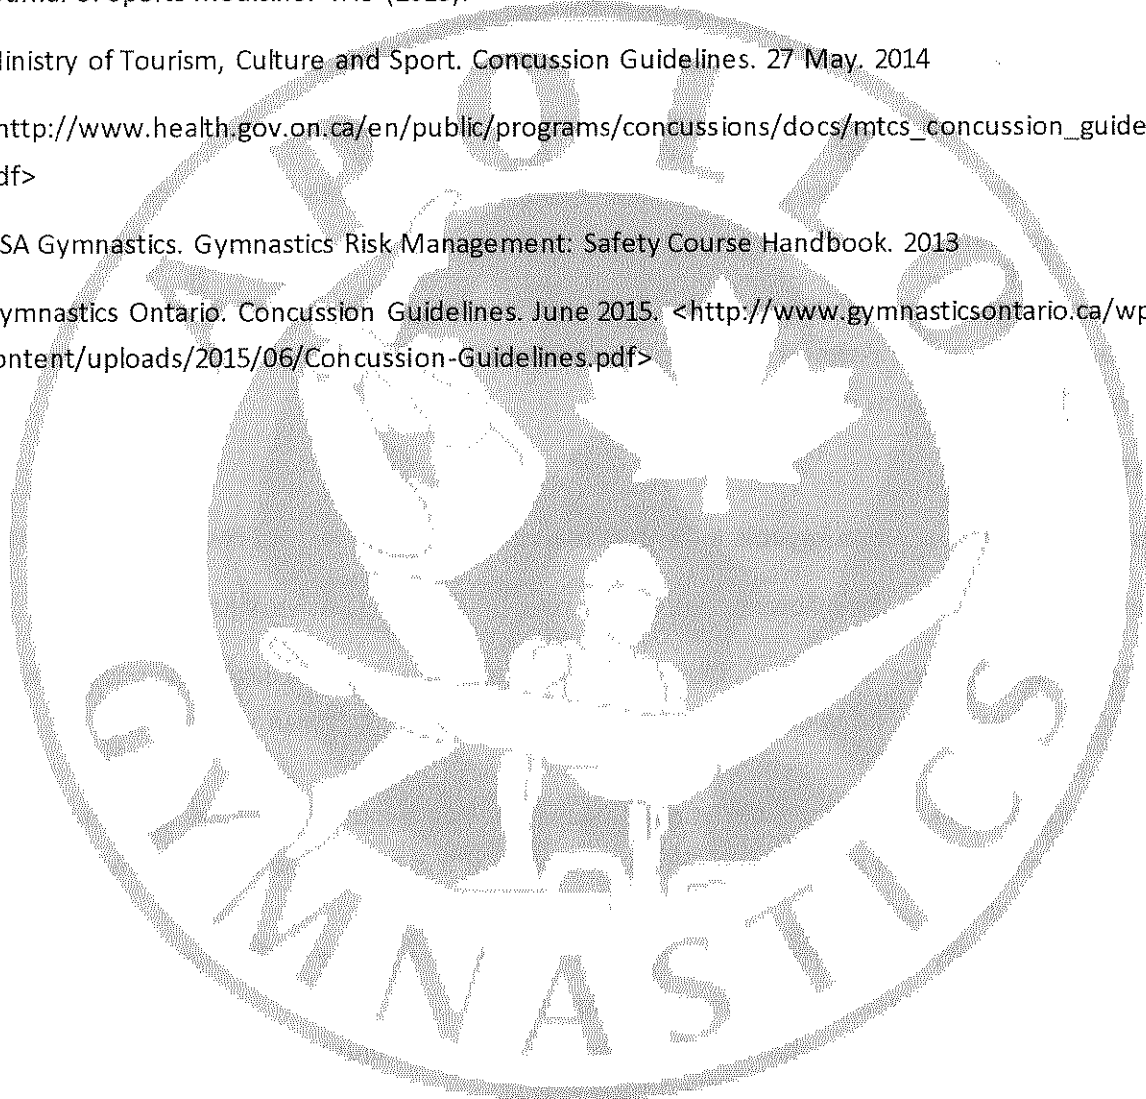 inistry of Tourism, Culture and Sport. Concussion Guidelines. 27 May. 2014
http://www.health.gov.on.ca/en/public/programs/concussions/docs/mtcs_concussion_guide
df>
SA Gymnastics. Gymnastics Risk Management: Safety Course Handbook. 2013
ymnastics Ontario. Concussion Guidelines. June 2015. <http://www.gymnasticsontario.ca/wp
ontent/uploads/2015/06/Concussion-Guidelines.pdf>
APOLLO
GYMNASTICS